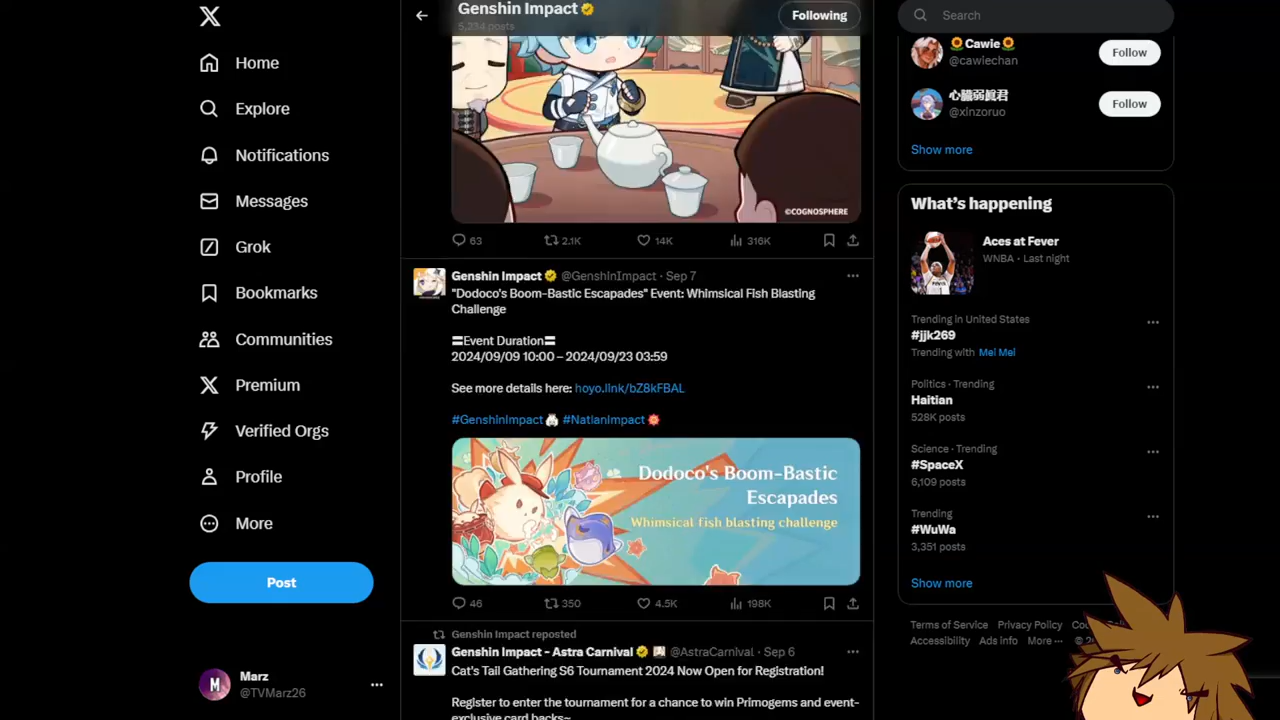 Home
Explore
Notifications
Messages
Grok
Bookmarks
Communities
Premium
Verified Orgs
Profile
More
Post
Marz
@TVMarz26
Genshin Impact
5,234 posts
Following
©COGNOSPHERE
63
2.1K
14K
316K
Genshin Impact @GenshinImpact · Sep 7
"Dodoco's Boom-Bastic Escapades" Event: Whimsical Fish Blasting
Challenge
〓Event Duration〓
2024/09/09 10:00 – 2024/09/23 03:59
See more details here: hoyo.link/bZ8kFBAL
#GenshinImpact #NatlanImpact
Dodoco's Boom-Bastic
Escapades
Whimsical fish blasting challenge
46
350
4.5K
198K
Genshin Impact reposted
Genshin Impact - Astra Carnival @AstraCarnival · Sep 6
Cat's Tail Gathering S6 Tournament 2024 Now Open for Registration!
Register to enter the tournament for a chance to win Primogems and event-
exclusive card backs~
Search
Cawie
@cawiechan
Follow
@xinzoruo
Follow
Show more
What's happening
Aces at Fever
WNBA · Last night
Trending in United States
#jjk269
Trending with Mei Mei
Politics · Trending
Haitian
528K posts
Science · Trending
#SpaceX
6,109 posts
Trending
#WuWa
3,351 posts
Show more
Terms of Service Privacy Policy
Accessibility Ads info More ···